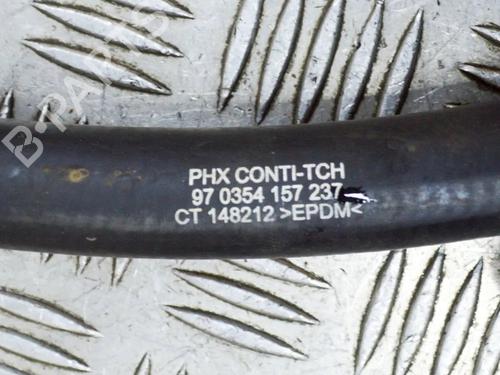 PHX CONTI-TCH
97 0354 157 237
CT 148212 >EPDM<
B-PARTS